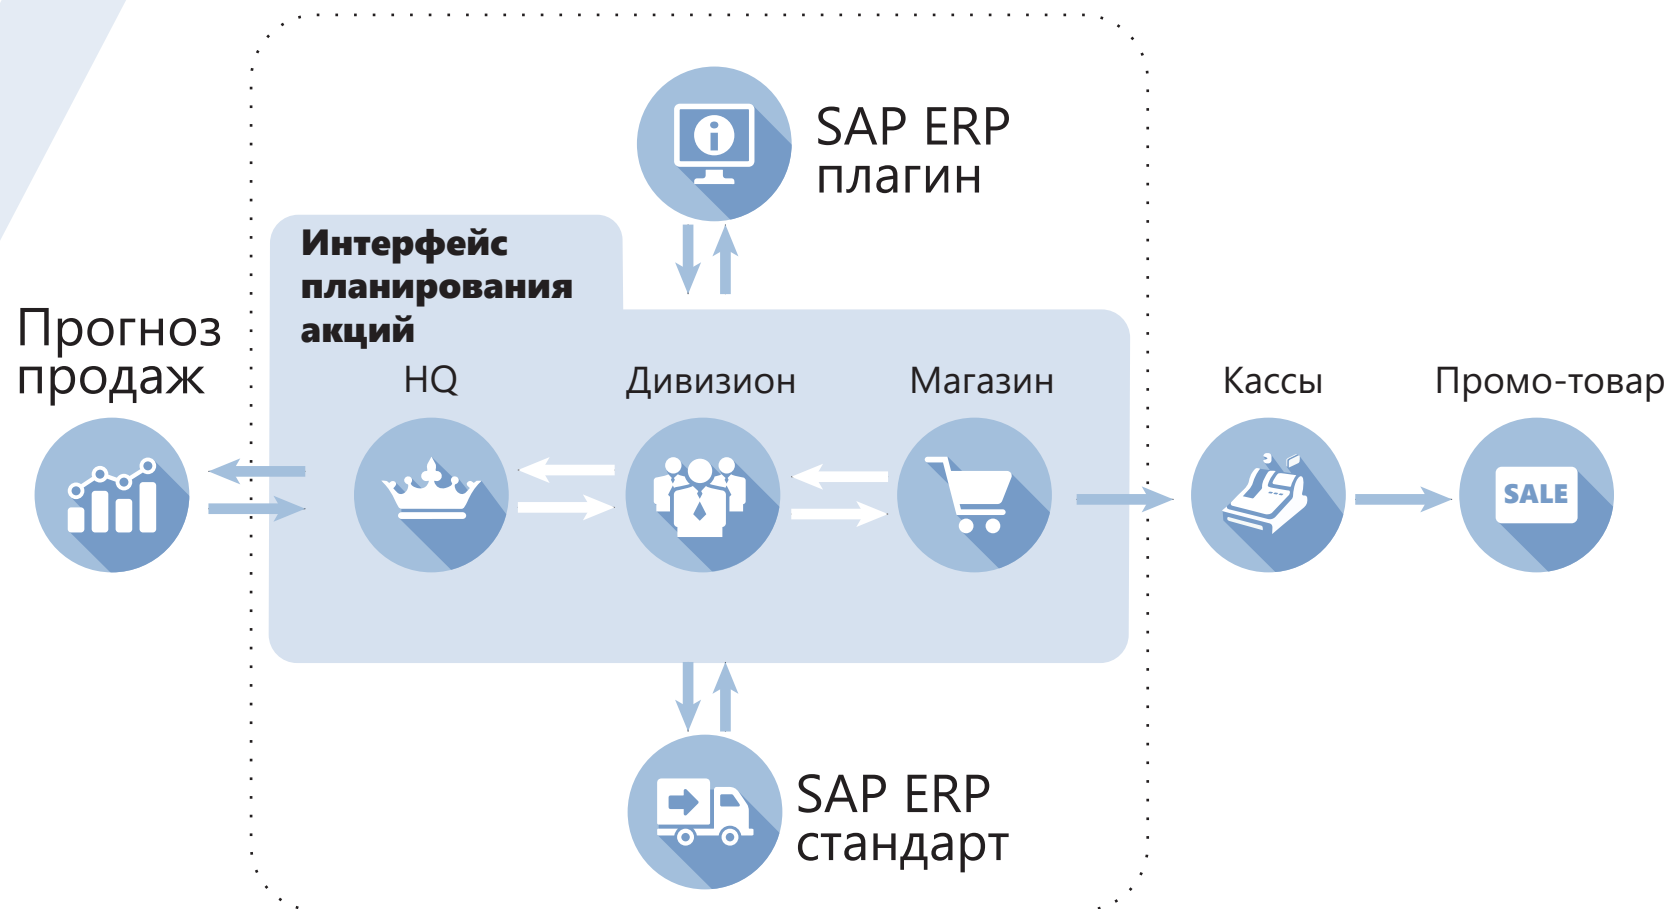 SAP ERP
плагин
Интерфейс
планирования
акций
Прогноз
продаж
HQ
Дивизион
Магазин
Кассы
Промо-товар
SALE
SAP ERP
стандарт